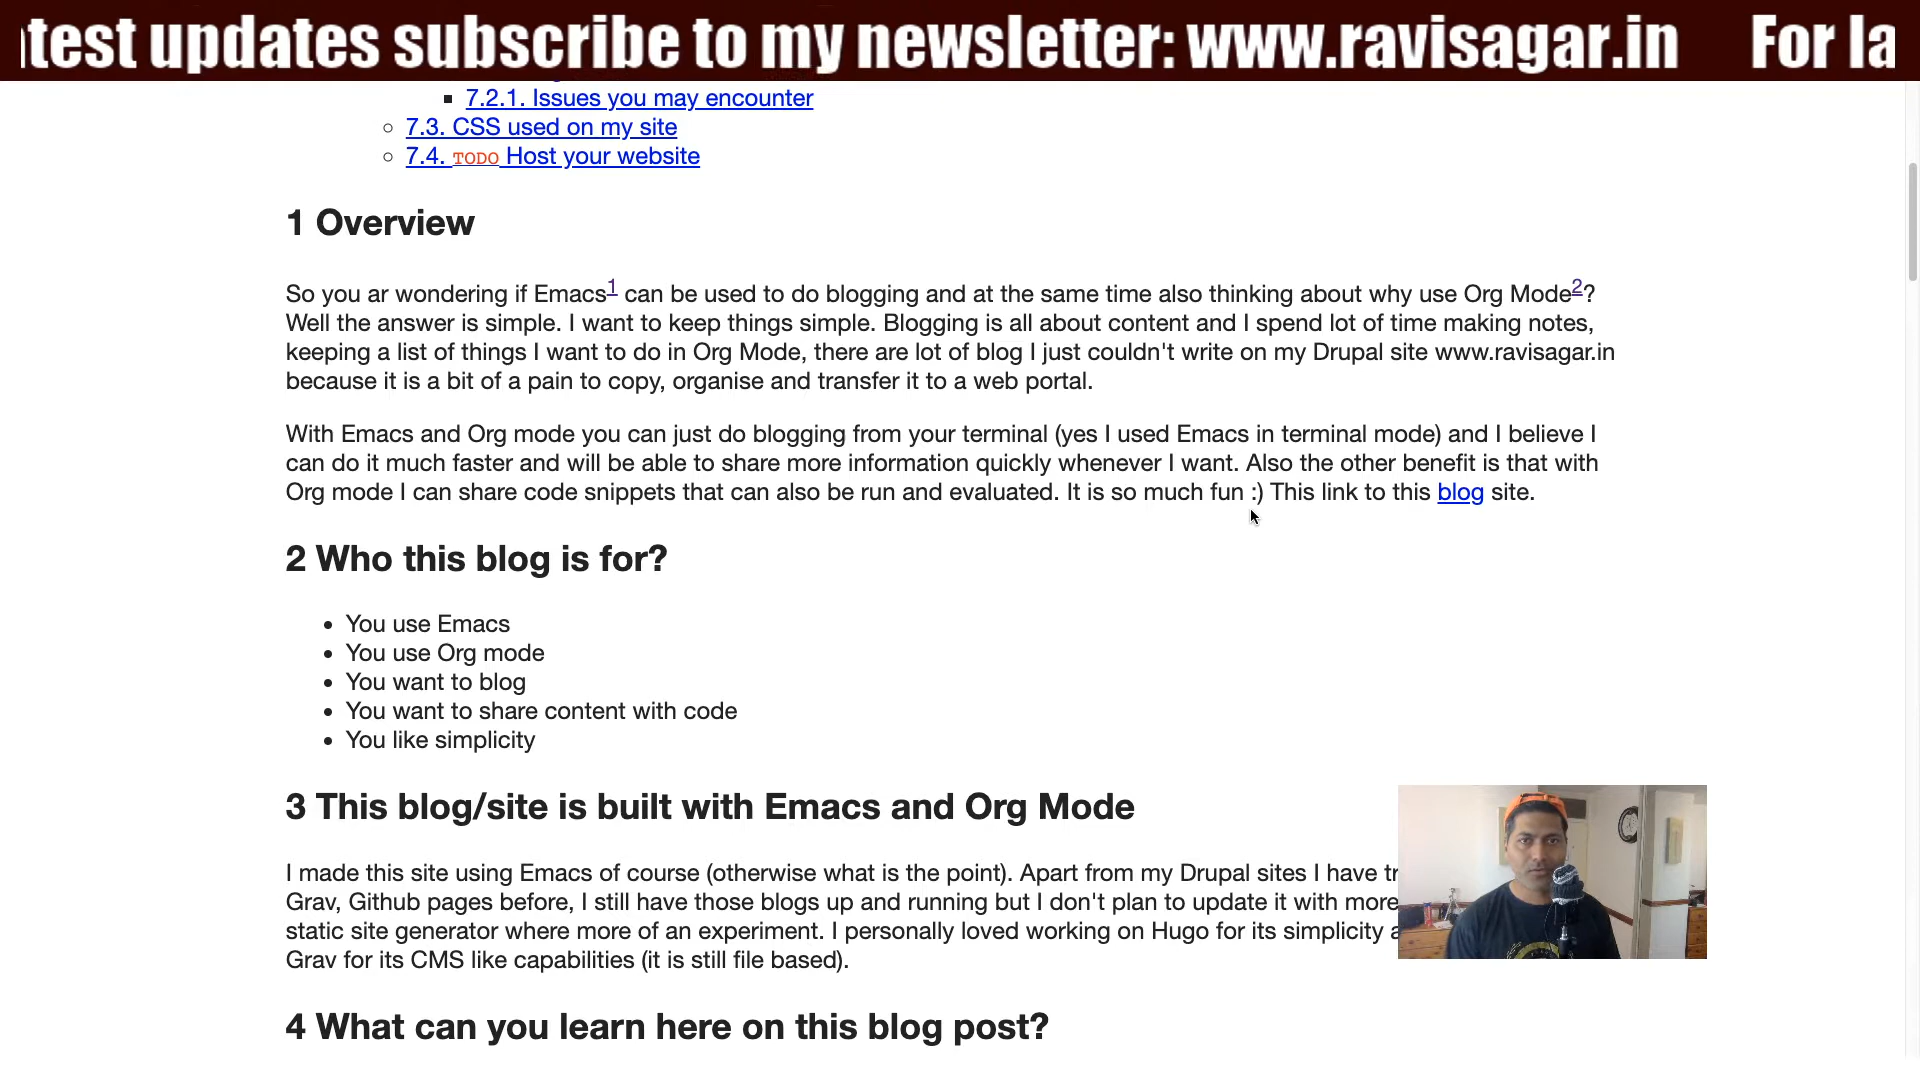 test updates subscribe to my newsletter: www.ravisagar.in For la
7.2.1. Issues you may encounter
7.3. CSS used on my site
7.4. TODO Host your website
1 Overview
So you ar wondering if Emacs1 can be used to do blogging and at the same time also thinking about why use Org Mode2?
Well the answer is simple. I want to keep things simple. Blogging is all about content and I spend lot of time making notes,
keeping a list of things I want to do in Org Mode, there are lot of blog I just couldn't write on my Drupal site www.ravisagar.in
because it is a bit of a pain to copy, organise and transfer it to a web portal.
With Emacs and Org mode you can just do blogging from your terminal (yes I used Emacs in terminal mode) and I believe I
can do it much faster and will be able to share more information quickly whenever I want. Also the other benefit is that with
Org mode I can share code snippets that can also be run and evaluated. It is so much fun :) This link to this blog site.
2 Who this blog is for?
• You use Emacs
• You use Org mode
• You want to blog
• You want to share content with code
• You like simplicity
3 This blog/site is built with Emacs and Org Mode
I made this site using Emacs of course (otherwise what is the point). Apart from my Drupal sites I have tr
Grav, Github pages before, I still have those blogs up and running but I don't plan to update it with more
static site generator where more of an experiment. I personally loved working on Hugo for its simplicity a
Grav for its CMS like capabilities (it is still file based).
4 What can you learn here on this blog post?